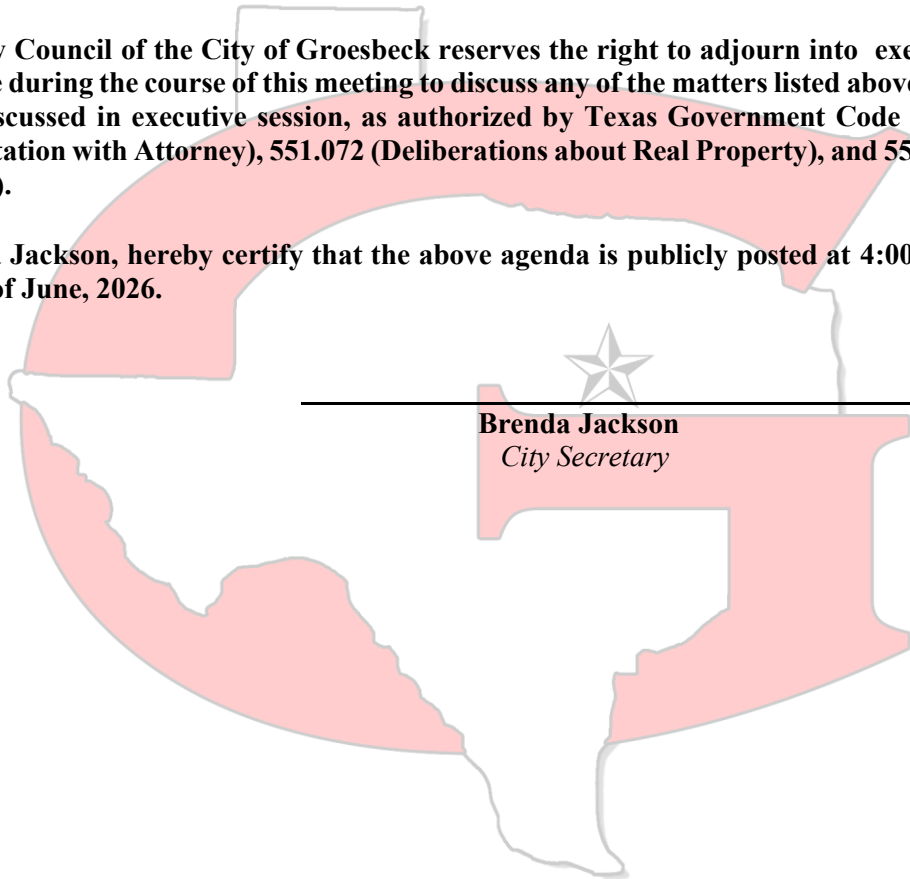 y Council of the City of Groesbeck reserves the right to adjourn into exe
e during the course of this meeting to discuss any of the matters listed above
scussed in executive session, as authorized by Texas Government Code
tation with Attorney), 551.072 (Deliberations about Real Property), and 55
).
Jackson, hereby certify that the above agenda is publicly posted at 4:00
of June, 2026.
Brenda Jackson
City Secretary